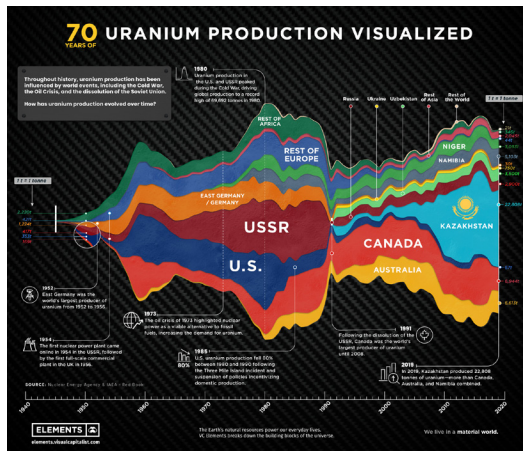 70 YEARS OF URANIUM PRODUCTION VISUALIZED
Throughout history, uranium production has been
influenced by world events, including the Cold War,
the Oil Crisis, and the dissolution of the Soviet Union.
How has uranium production evolved over time?
1980
Uranium production in
the U.S. and USSR peaked
during the Cold War, driving
global production to a record
Russia
Ukraine
Uzbekistan
Rest of Asia
Rest of the World
REST OF AFRICA
REST OF EUROPE
EAST GERMANY / GERMANY
USSR
U.S.
CANADA
AUSTRALIA
NIGER
NAMIBIA
KAZAKHSTAN
1952
East Germany was the
world's largest producer of
uranium from 1952 to 1956.
1954
The first nuclear power plant came
online in 1954 in the USSR, followed
by the first full-scale commercial
plant in the UK in 1956.
1973
The oil crisis of 1973 highlighted nuclear
power as a viable alternative to fossil
fuels, increasing the demand for uranium.
1985
80%
U.S. uranium production fell 80%
between 1980 and 1990 following
the Three Mile Island incident and
suspension of policies incentivizing
domestic production.
1991
Following the dissolution of the
USSR, Canada was the world's
largest producer of uranium
until 2008.
2019
In 2019, Kazakhstan produced 22,808
tonnes of uranium—more than Canada,
Australia, and Namibia combined.
SOURCE: Nuclear Energy Agency & IAEA - Red Book
1940
1950
1960
1970
1980
1990
2000
2010
2020
ELEMENTS
elements.visualcapitalist.com
The Earth's natural resources power our everyday lives.
VC Elements breaks down the building blocks of the universe.
We live in a material world.